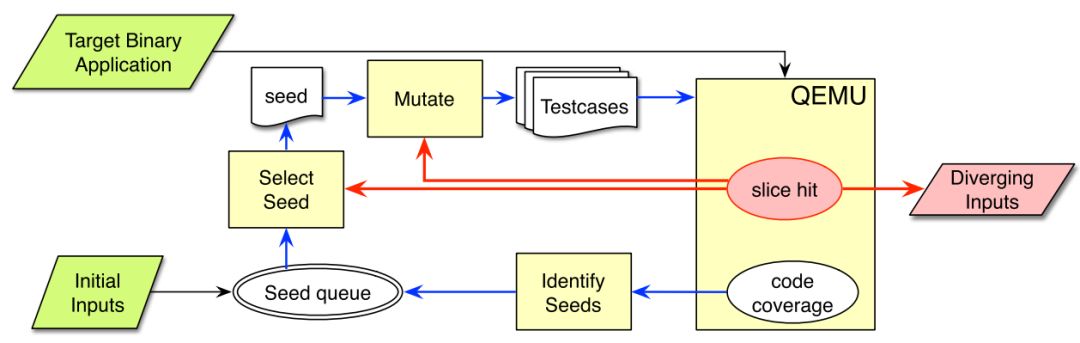 Target Binary
Application
seed
Mutate
Testcases
QEMU
Select
Seed
slice hit
Diverging
Inputs
Initial
Inputs
Seed queue
Identify
Seeds
code
coverage